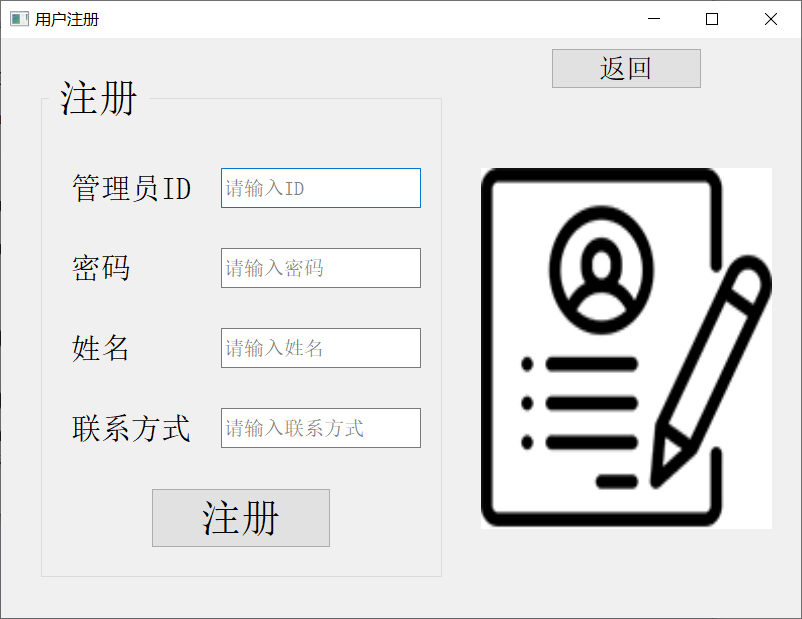 用户注册
返回
注册
管理员ID
请输入ID
密码
请输入密码
姓名
请输入姓名
联系方式
请输入联系方式
注册